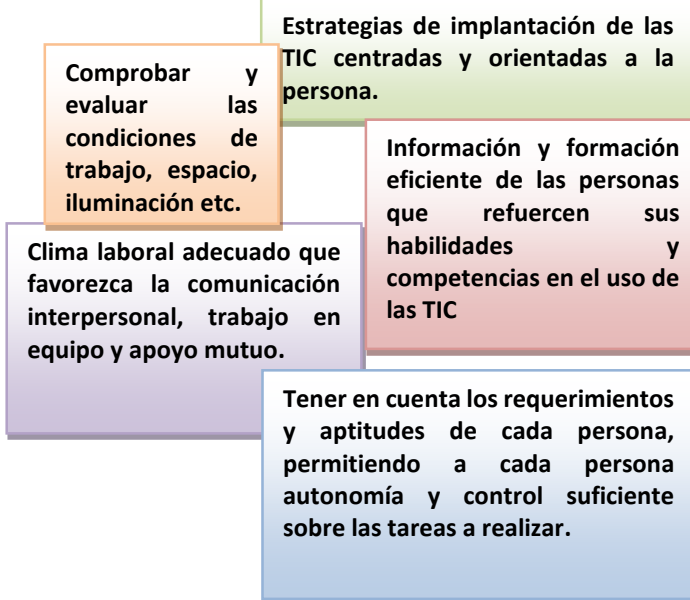 Estrategias de implantación de las
TIC centradas y orientadas a la
persona.
Comprobar y
evaluar las
condiciones de
trabajo, espacio,
iluminación etc.
Información y formación
eficiente de las personas
que refuercen sus
habilidades y
competencias en el uso de
las TIC
Clima laboral adecuado que
favorezca la comunicación
interpersonal, trabajo en
equipo y apoyo mutuo.
Tener en cuenta los requerimientos
y aptitudes de cada persona,
permitiendo a cada persona
autonomía y control suficiente
sobre las tareas a realizar.